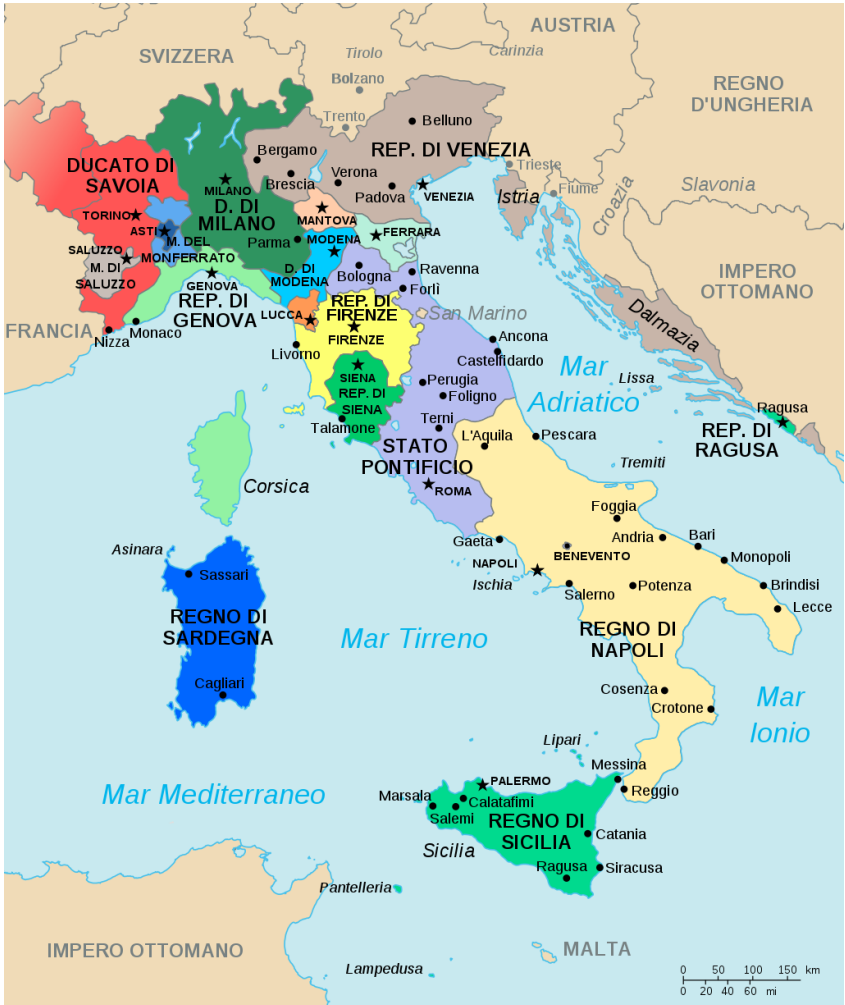 AUSTRIA
SVIZZERA
Tirolo
Carinzia
Bolzano
REGNO
D'UNGHERIA
Trento
Belluno
Bergamo
REP. DI VENEZIA
DUCATO DI
SAVOIA
Verona
Trieste
Brescia
Padova
VENEZIA
Istria
Fiume
Croazia
Slavonia
MILANO
D. DI
MILANO
TORINO
MANTOVA
ASTI
FERRARA
MODENA
Parma
M. DEL
MONFERRATO
SALUZZO
M. DI
SALUZZO
Bologna
D. DI
MODENA
Ravenna
IMPERO
OTTOMANO
GENOVA
REP. DI
GENOVA
Forlì
REP. DI
FIRENZE
FIRENZE
San Marino
LUCCA
Dalmazia
FRANCIA
Nizza
Monaco
Livorno
Ancona
Castelfidardo
Mar
Adriatico
SIENA
REP. DI
SIENA
Perugia
Foligno
Lissa
Talamone
Terni
Ragusa
REP. DI
RAGUSA
STATO
PONTIFICIO
L'Aquila
Pescara
Tremiti
Corsica
ROMA
Foggia
Asinara
Gaeta
Andria
Bari
BENEVENTO
Monopoli
NAPOLI
Ischia
Sassari
Salerno
Potenza
Brindisi
Lecce
REGNO DI
SARDEGNA
Mar Tirreno
REGNO DI
NAPOLI
Cagliari
Cosenza
Crotone
Mar
Ionio
Lipari
Messina
Mar Mediterraneo
PALERMO
Reggio
Marsala
Calatafimi
Salemi
REGNO DI
SICILIA
Catania
Sicilia
Ragusa
Siracusa
Pantelleria
IMPERO OTTOMANO
MALTA
Lampedusa
0 50 100 150 km
0 20 40 60 mi